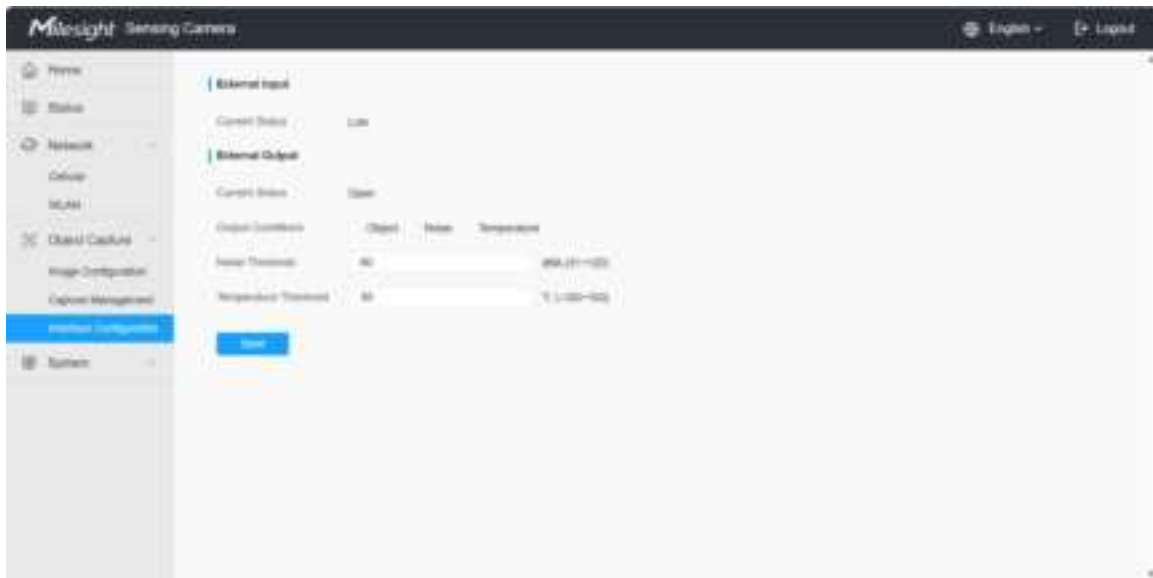 Milesight Sensing Camera
English
Logout
Home
Status
Network
Cellular
WLAN
Object Capture
Image Configuration
Capture Management
Interface Configuration
System
External Input
Current Status Low
External Output
Current Status Open
Output Conditions Object Noise Temperature
Noise Threshold
Temperature Threshold
Save